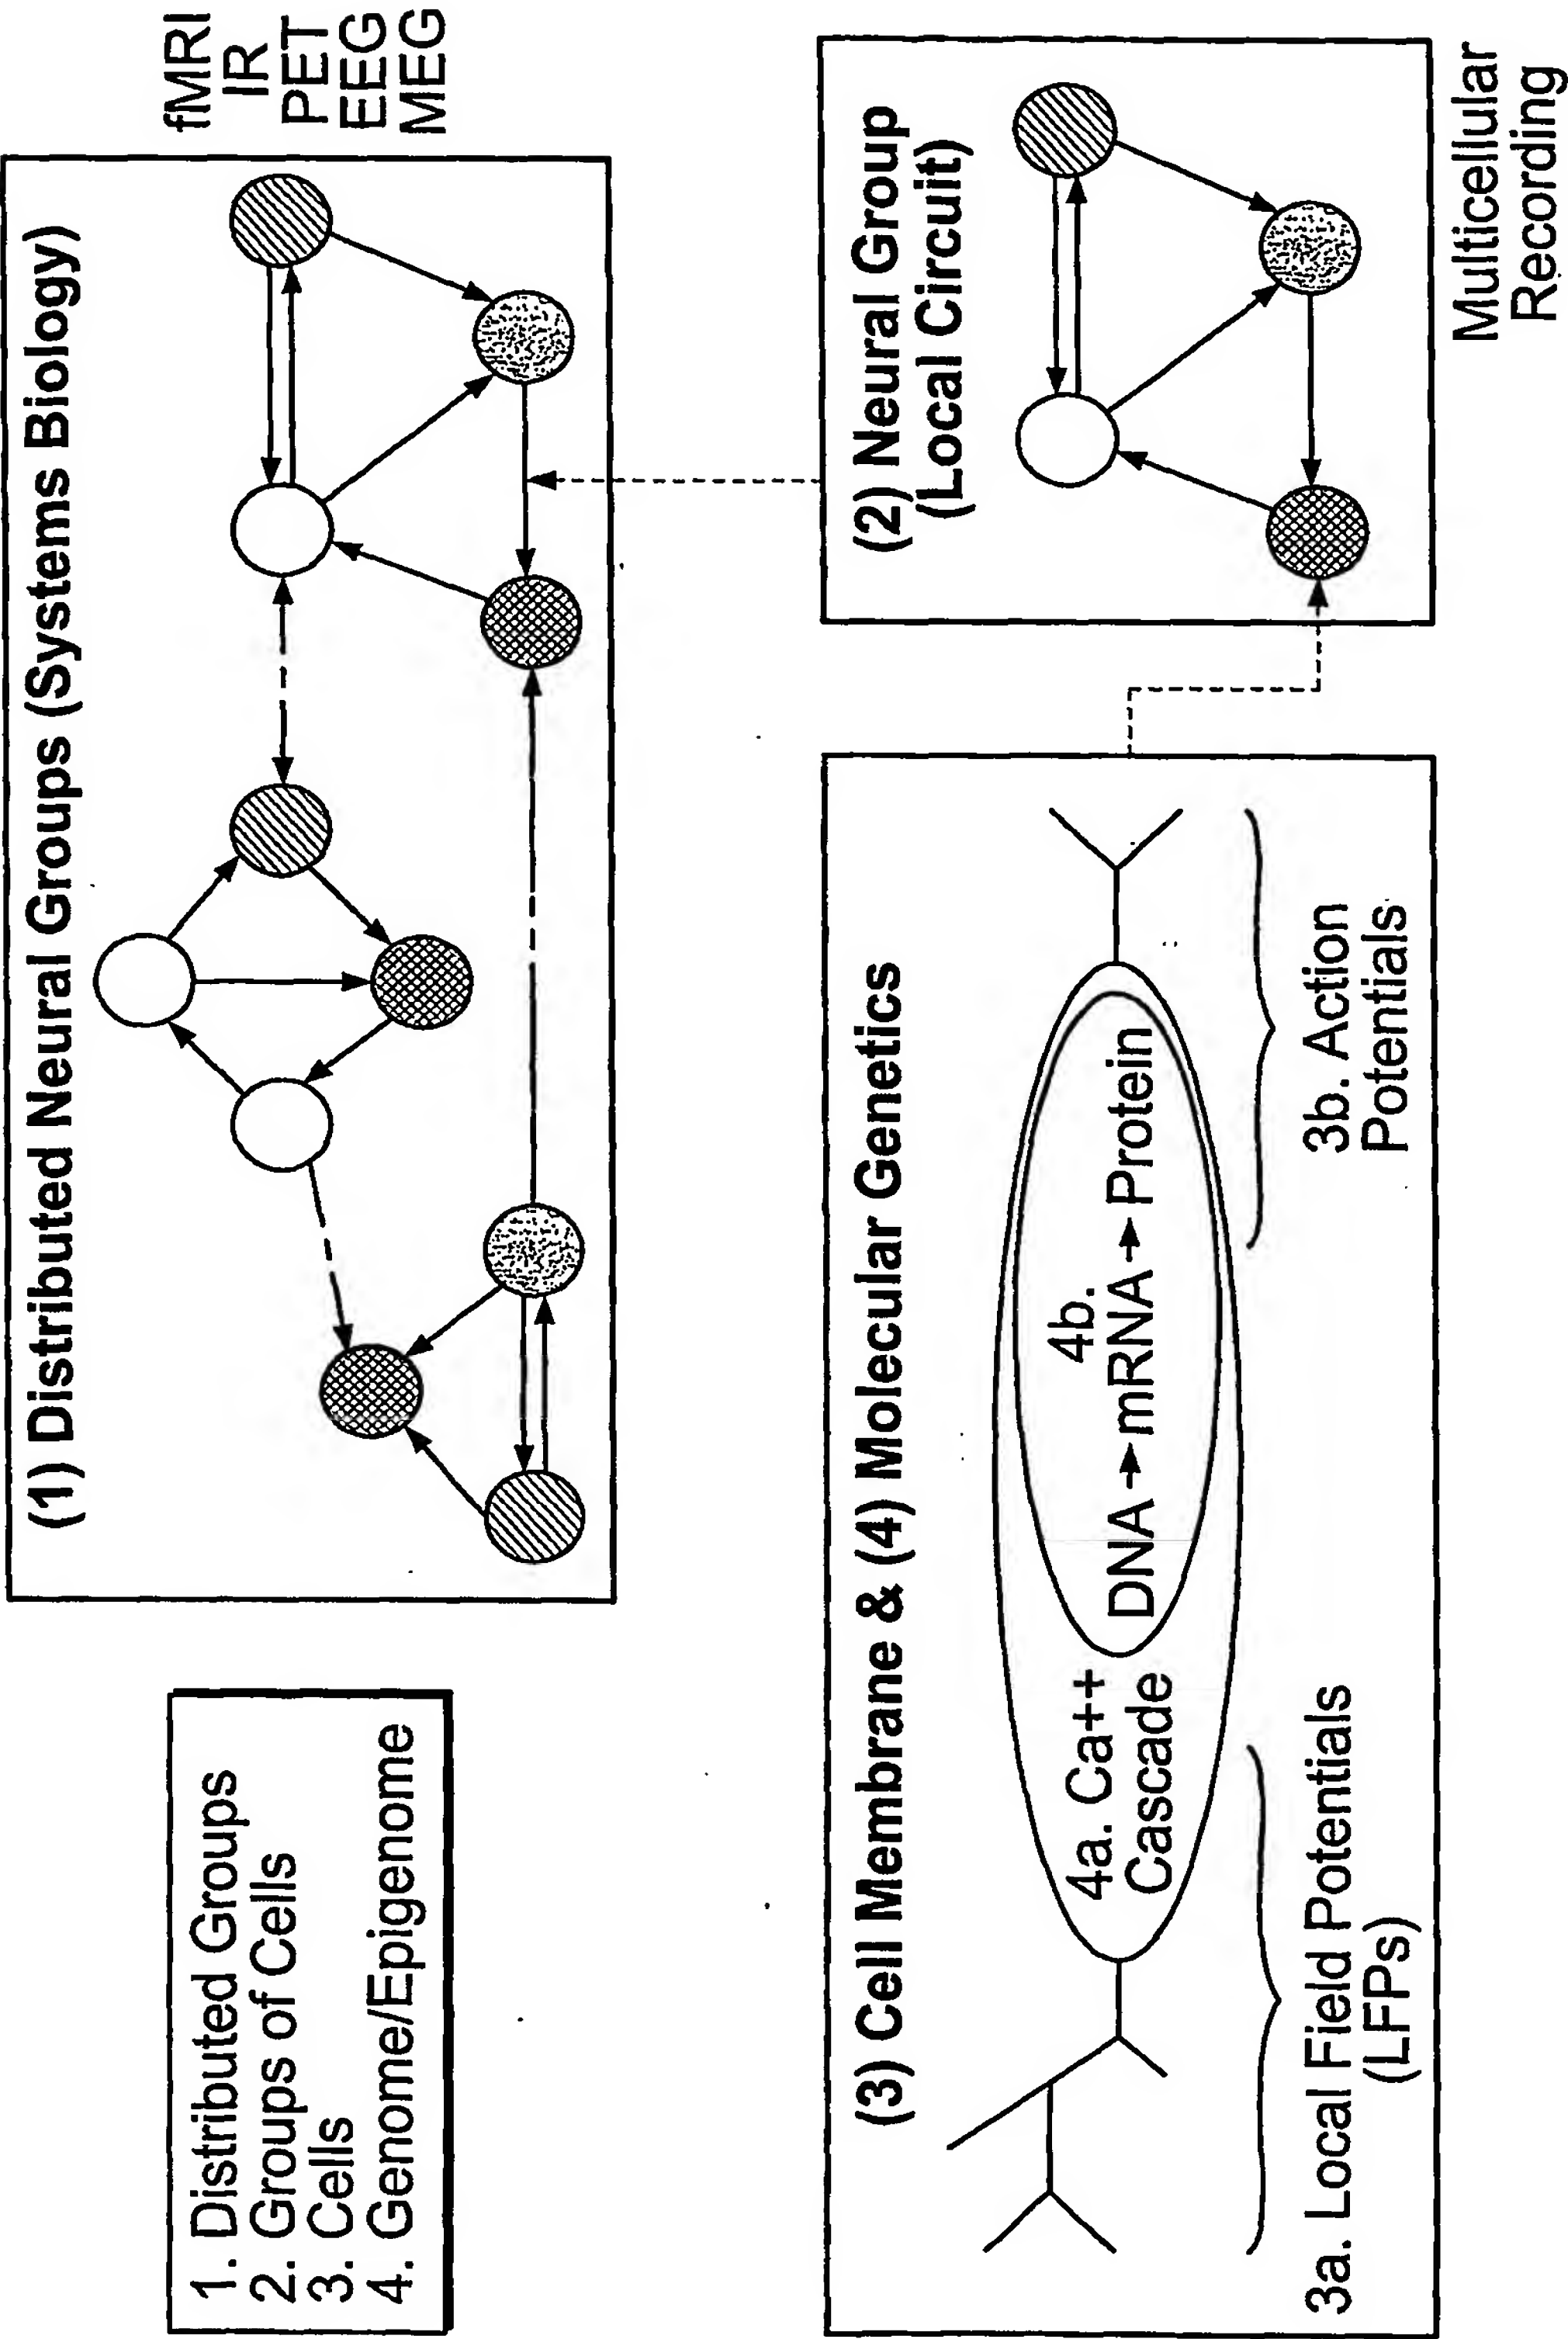 1. Distributed Groups
2. Groups of Cells
3. Cells
4. Genome/Epigenome
(1) Distributed Neural Groups (Systems Biology)
fMRI
IR
PET
EEG
MEG
(3) Cell Membrane & (4) Molecular Genetics
4a. Ca++
Cascade
4b.
DNA → mRNA → Protein
3a. Local Field Potentials
(LFPs)
3b. Action
Potentials
(2) Neural Group
(Local Circuit)
Multicellular
Recording